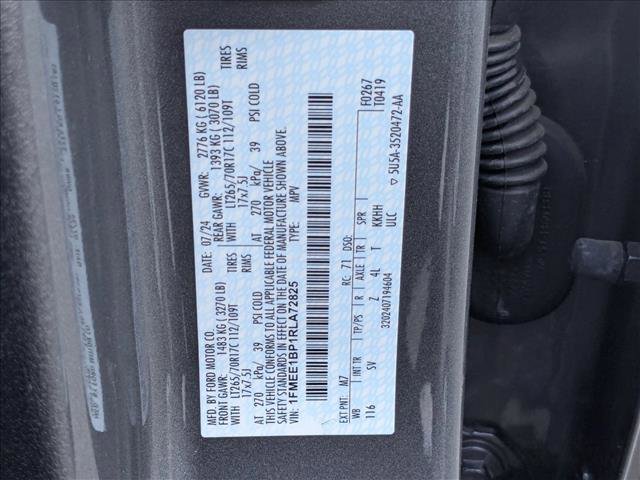 MFD. BY FORD MOTOR CO.
DATE: 07/24 GVWR: 2776 KG ( 6120 LB)
FRONT GAWR: 1483 KG ( 3270 LB) REAR GAWR: 1393 KG ( 3070 LB)
WITH LT265/70R17C 112/109T TIRES WITH LT265/70R17C 112/109T TIRES
17x7.5J RIMS 17x7.5J RIMS
AT 270 kPa/ 39 PSI COLD AT 270 kPa/ 39 PSI COLD
THIS VEHICLE CONFORMS TO ALL APPLICABLE FEDERAL MOTOR VEHICLE
SAFETY STANDARDS IN EFFECT ON THE DATE OF MANUFACTURE SHOWN ABOVE.
VIN: 1FMEE1BP1RLA72825 TYPE: MPV
F0267
T0419
EXT PNT: M7 RC: 71 DSO:
WB TP/PS R AXLE TR SPR
116 SV Z 4L T KKHH
ULC
3202407194604 5U5A-3520472-AA